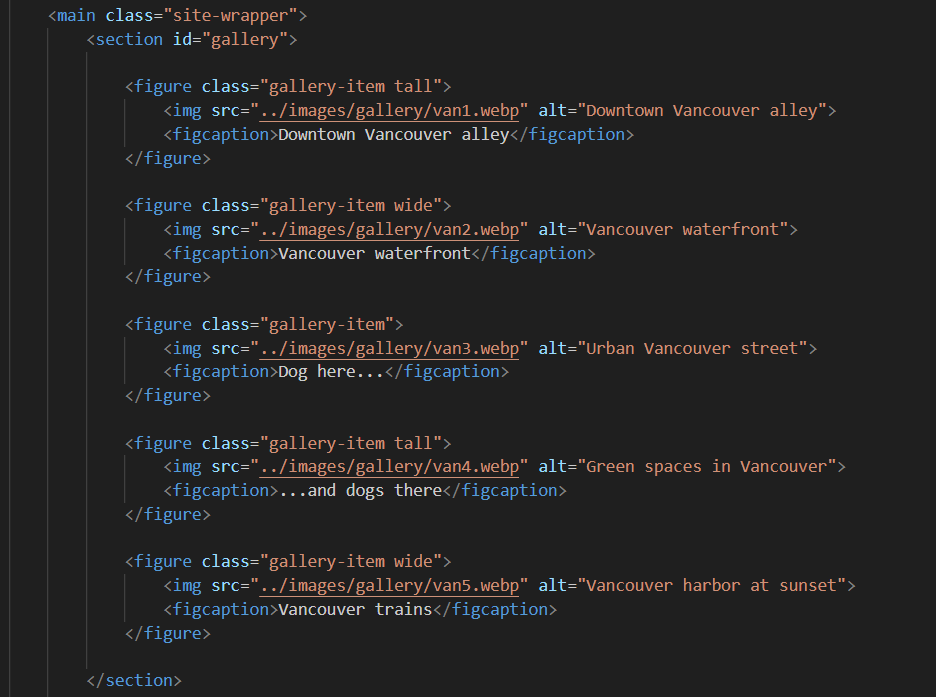 <main class="site-wrapper">
<section id="gallery">
<figure class="gallery-item tall">
<img src="../images/gallery/van1.webp" alt="Downtown Vancouver alley">
<figcaption>Downtown Vancouver alley</figcaption>
</figure>
<figure class="gallery-item wide">
<img src="../images/gallery/van2.webp" alt="Vancouver waterfront">
<figcaption>Vancouver waterfront</figcaption>
</figure>
<figure class="gallery-item">
<img src="../images/gallery/van3.webp" alt="Urban Vancouver street">
<figcaption>Dog here...</figcaption>
</figure>
<figure class="gallery-item tall">
<img src="../images/gallery/van4.webp" alt="Green spaces in Vancouver">
<figcaption>...and dogs there</figcaption>
</figure>
<figure class="gallery-item wide">
<img src="../images/gallery/van5.webp" alt="Vancouver harbor at sunset">
<figcaption>Vancouver trains</figcaption>
</figure>
</section>